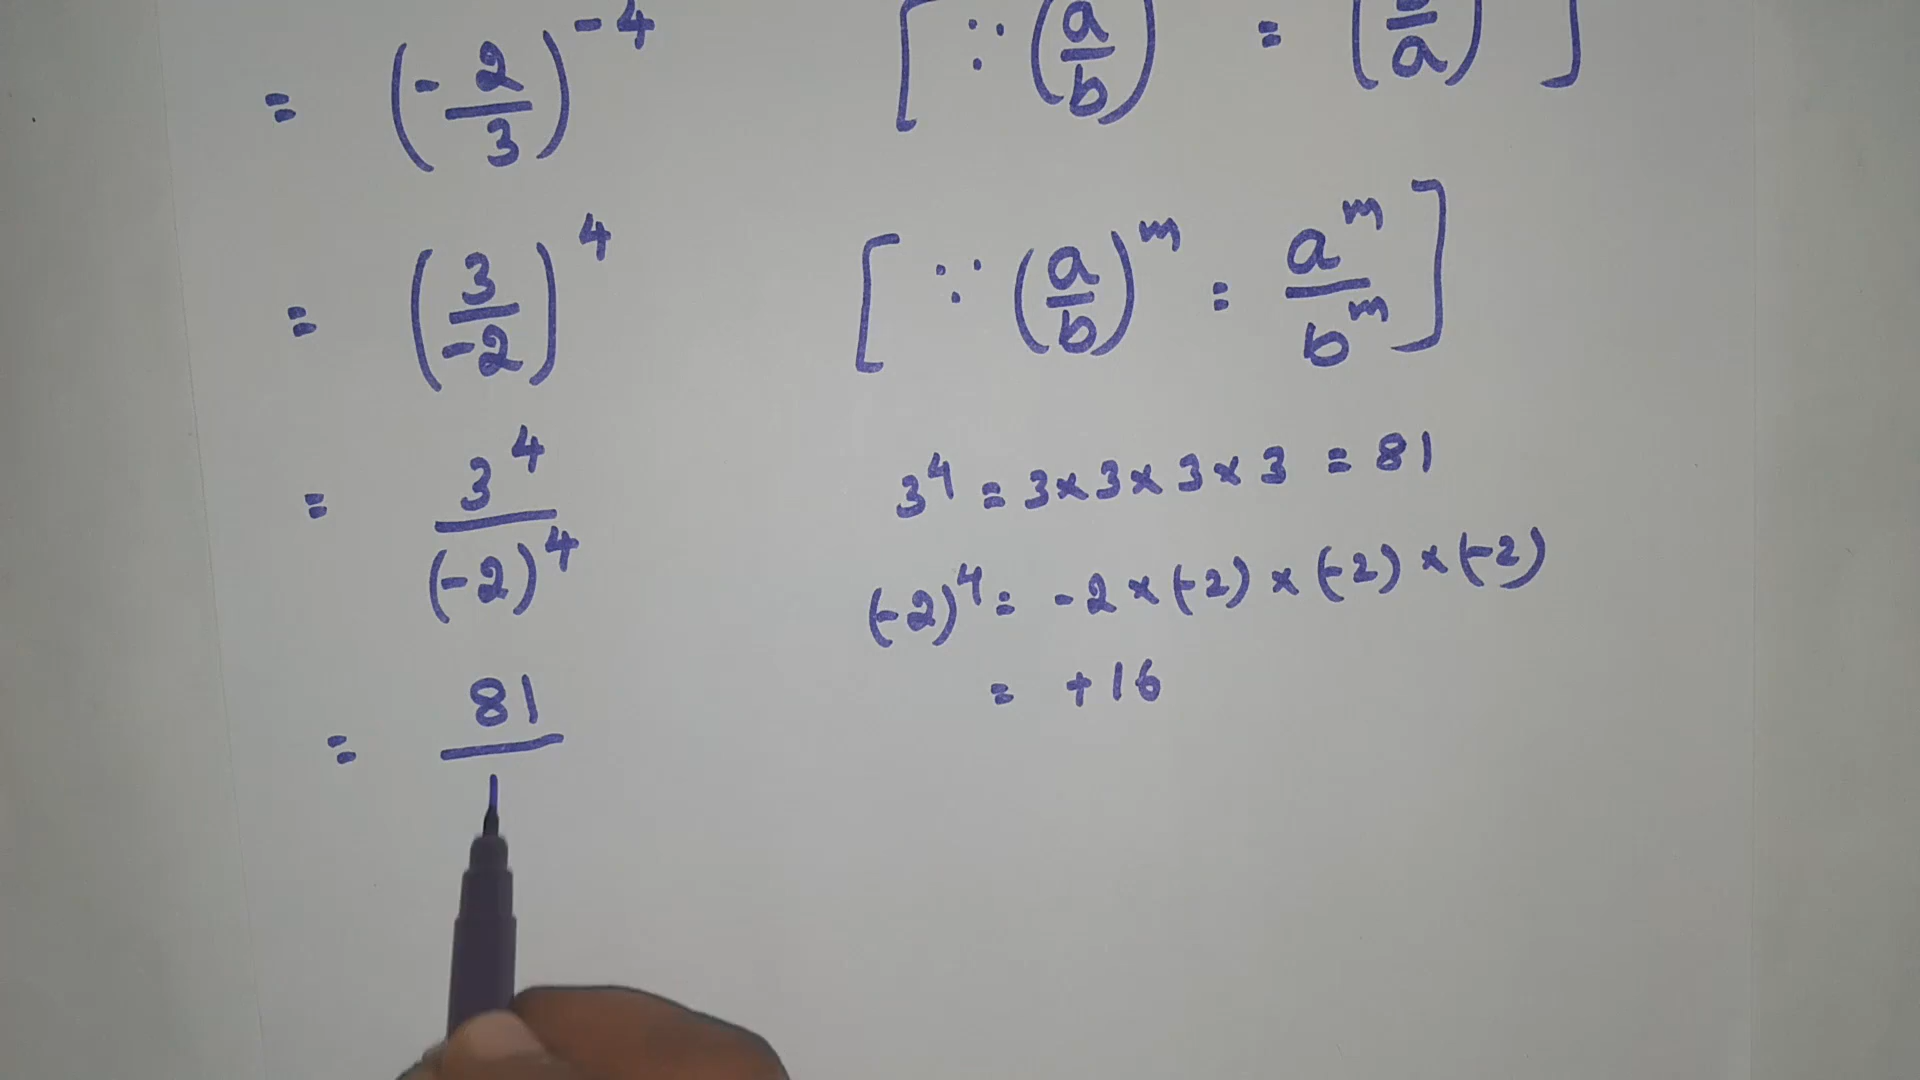 = (-2/3)^-4 [∵ (a/b) = (/a) ]
= (3/-2)^4 [∵ (a/b)^m = a^m/b^m]
= 3^4/(-2)^4 3^4 = 3×3×3×3 = 81
(-2)^4 = -2×(-2)×(-2)×(-2)
= 81/1 = +16